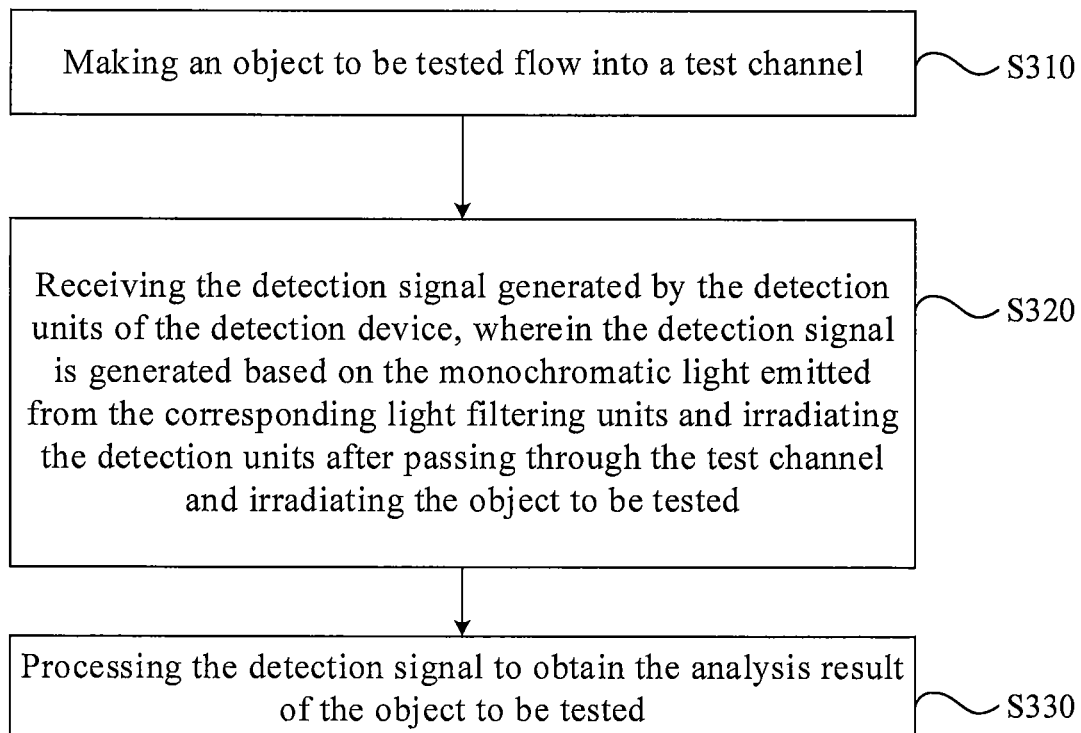 Making an object to be tested flow into a test channel
S310
Receiving the detection signal generated by the detection
units of the detection device, wherein the detection signal
is generated based on the monochromatic light emitted
from the corresponding light filtering units and irradiating
the detection units after passing through the test channel
and irradiating the object to be tested
S320
Processing the detection signal to obtain the analysis result
of the object to be tested
S330